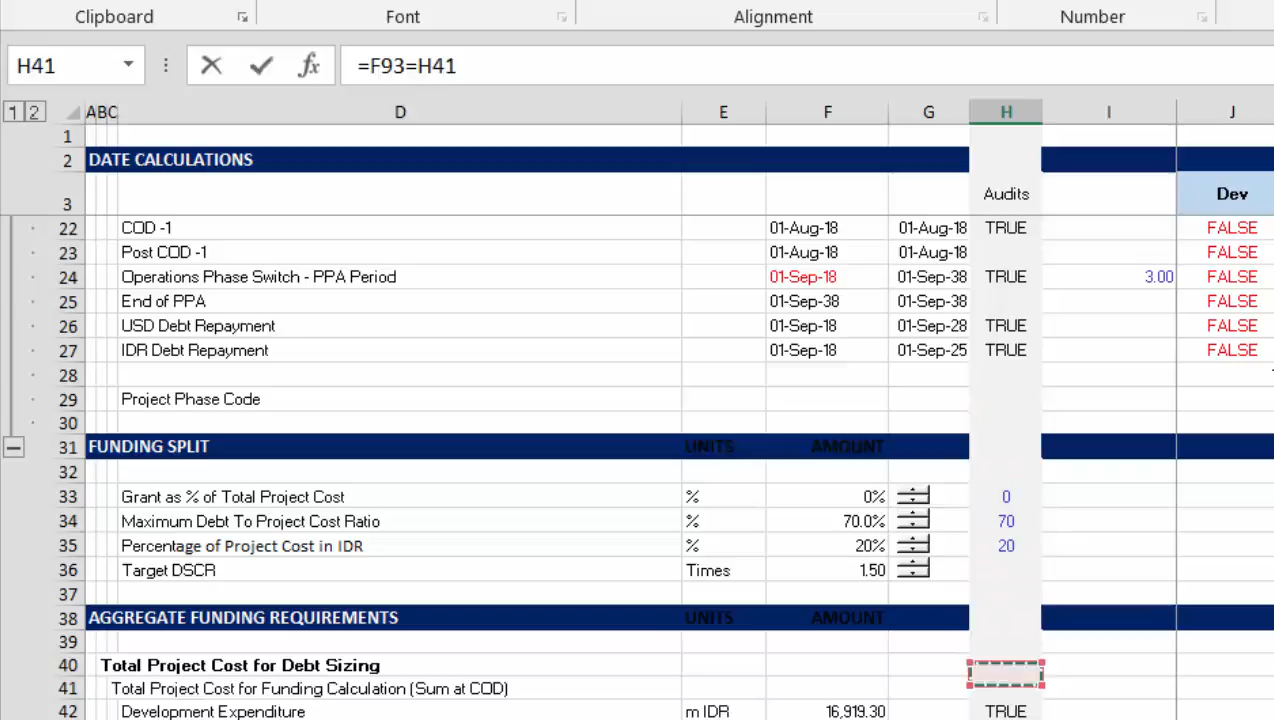 Clipboard Font Alignment Number
H41 fx =F93=H41
1 2 A B C D E F G H I J
1
2 DATE CALCULATIONS
3 Audits Dev
22 COD -1 01-Aug-18 01-Aug-18 TRUE FALSE
23 Post COD -1 01-Aug-18 01-Aug-18 FALSE
24 Operations Phase Switch - PPA Period 01-Sep-18 01-Sep-38 TRUE 3.00 FALSE
25 End of PPA 01-Sep-38 01-Sep-38 FALSE
26 USD Debt Repayment 01-Sep-18 01-Sep-28 TRUE FALSE
27 IDR Debt Repayment 01-Sep-18 01-Sep-25 TRUE FALSE
28
29 Project Phase Code
30
31 FUNDING SPLIT UNITS AMOUNT
32
33 Grant as % of Total Project Cost % 0% 0
34 Maximum Debt To Project Cost Ratio % 70.0% 70
35 Percentage of Project Cost in IDR % 20% 20
36 Target DSCR Times 1.50
37
38 AGGREGATE FUNDING REQUIREMENTS UNITS AMOUNT
39
40 Total Project Cost for Debt Sizing
41 Total Project Cost for Funding Calculation (Sum at COD)
42 Development Expenditure m IDR 16,919.30 TRUE